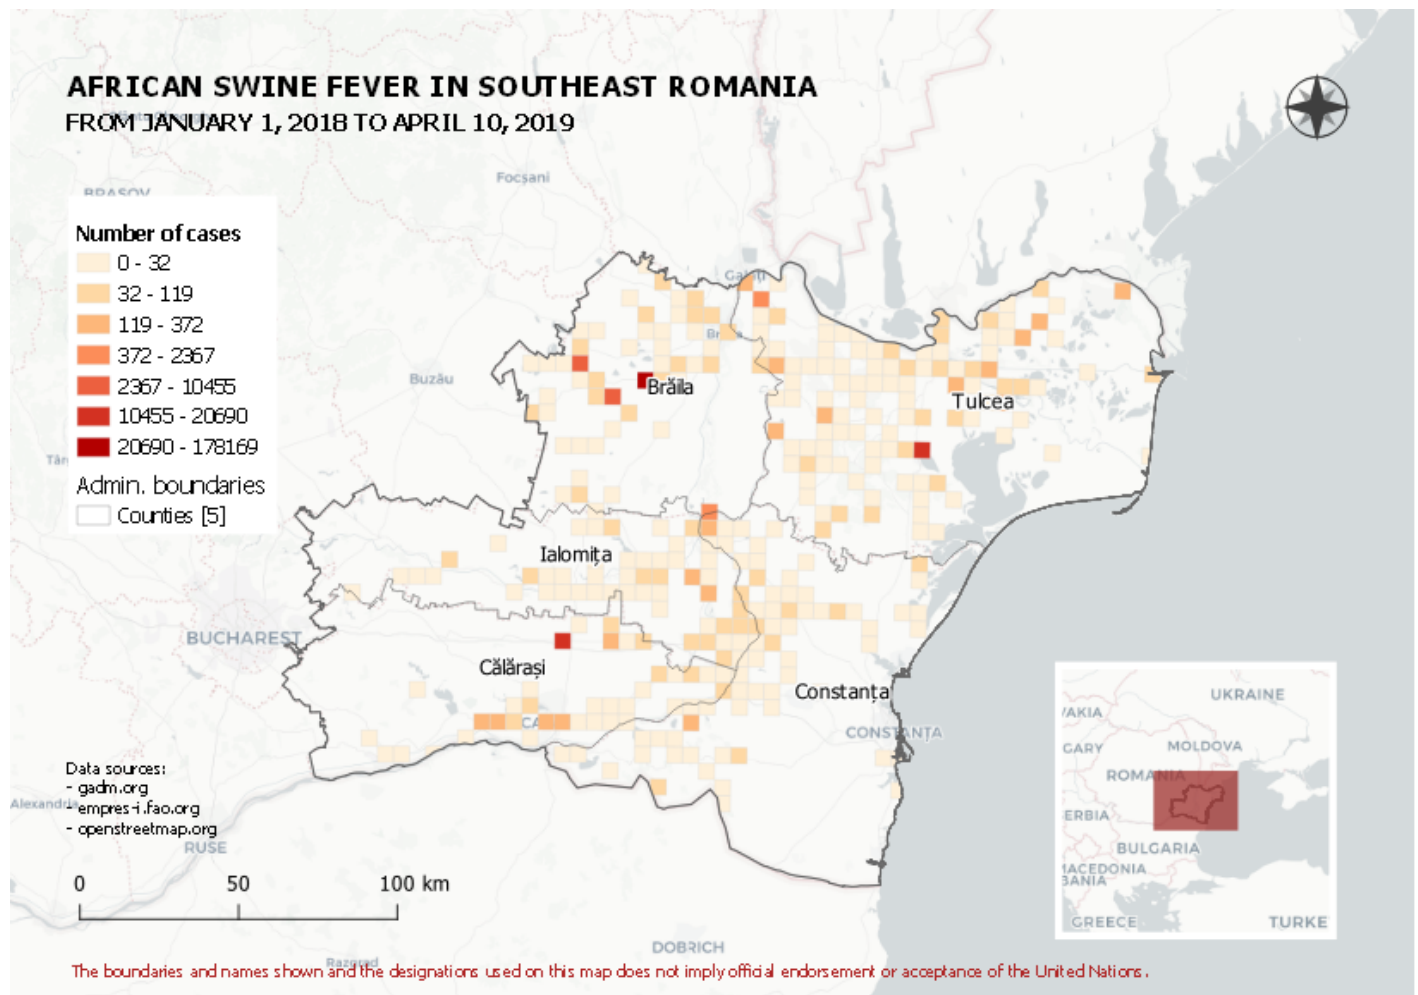 AFRICAN SWINE FEVER IN SOUTHEAST ROMANIA
FROM JANUARY 1, 2018 TO APRIL 10, 2019
Focșani
BRASOV
Number of cases
0 - 32
32 - 119
119 - 372
372 - 2367
2367 - 10455
10455 - 20690
20690 - 178169
Admin. boundaries
Counties [5]
Buzău
Brăila
Tulcea
Ialomița
BUCHAREST
Călărași
Constanța
CONSTANȚA
UKRAINE
MOLDOVA
ROMANIA
BULGARIA
GREECE
TURKE
Data sources:
- gadm.org
- empres-i.fao.org
- openstreetmap.org
Alexandria
RUSE
0 50 100 km
DOBRICH
Razgrad
The boundaries and names shown and the designations used on this map does not imply official endorsement or acceptance of the United Nations.